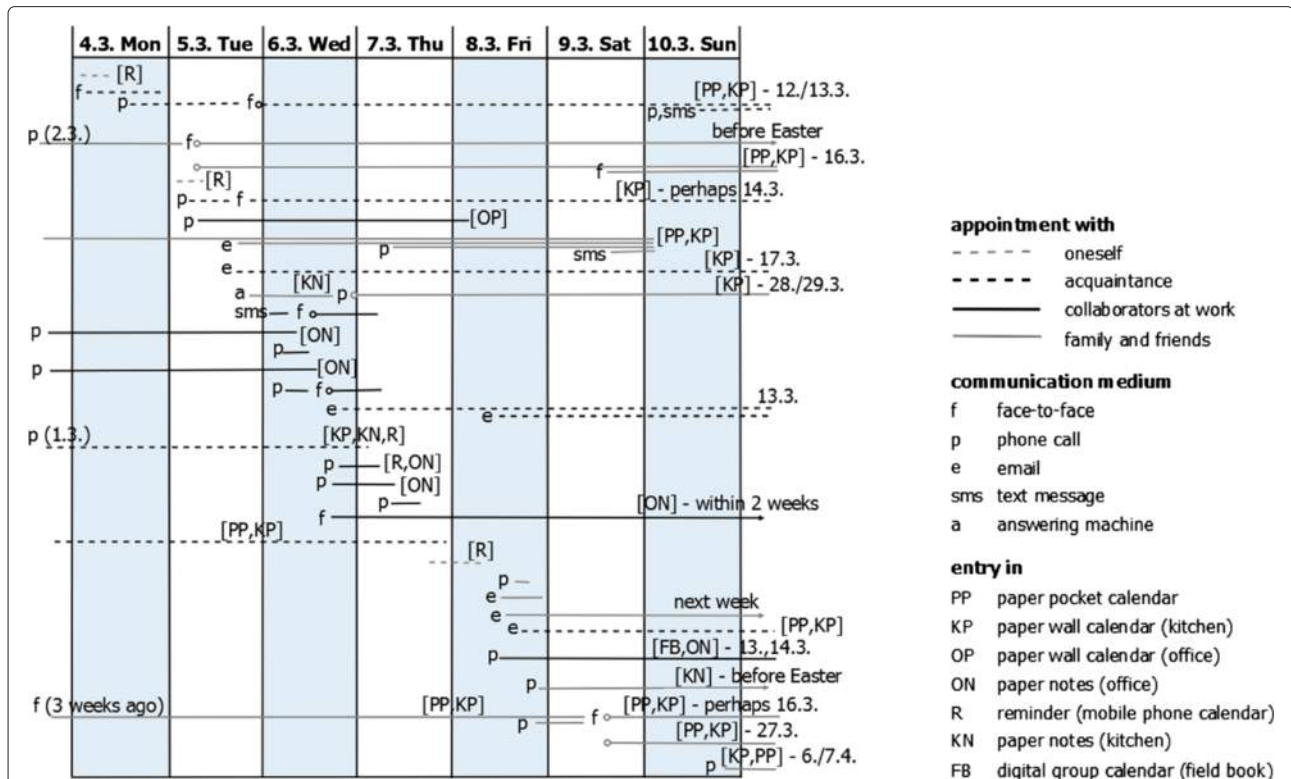 4.3. Mon 5.3. Tue 6.3. Wed 7.3. Thu 8.3. Fri 9.3. Sat 10.3. Sun
[R]
f
[PP,KP] - 12./13.3.
p f
p,sms
p (2.3.) f before Easter
[PP,KP] - 16.3.
f
[R]
[KP] - perhaps 14.3.
p f
p [OP]
[PP,KP]
e p
sms
e [KP] - 17.3.
[KN] [KP] - 28./29.3.
a p
sms f
p [ON]
p
p [ON]
p f
13.3.
e e
p (1.3.) [KP,KN,R]
p [R,ON]
p [ON]
p
[ON] - within 2 weeks
f
[PP,KP]
[R]
p
e
next week
e
e [PP,KP]
[FB,ON] - 13.,14.3.
p
[KN] - before Easter
p
f (3 weeks ago) [PP,KP] f [PP,KP] - perhaps 16.3.
p
[PP,KP] - 27.3.
[KP,PP] - 6./7.4.
p
appointment with
oneself
acquaintance
collaborators at work
family and friends
communication medium
f face-to-face
p phone call
e email
sms text message
a answering machine
entry in
PP paper pocket calendar
KP paper wall calendar (kitchen)
OP paper wall calendar (office)
ON paper notes (office)
R reminder (mobile phone calendar)
KN paper notes (kitchen)
FB digital group calendar (field book)